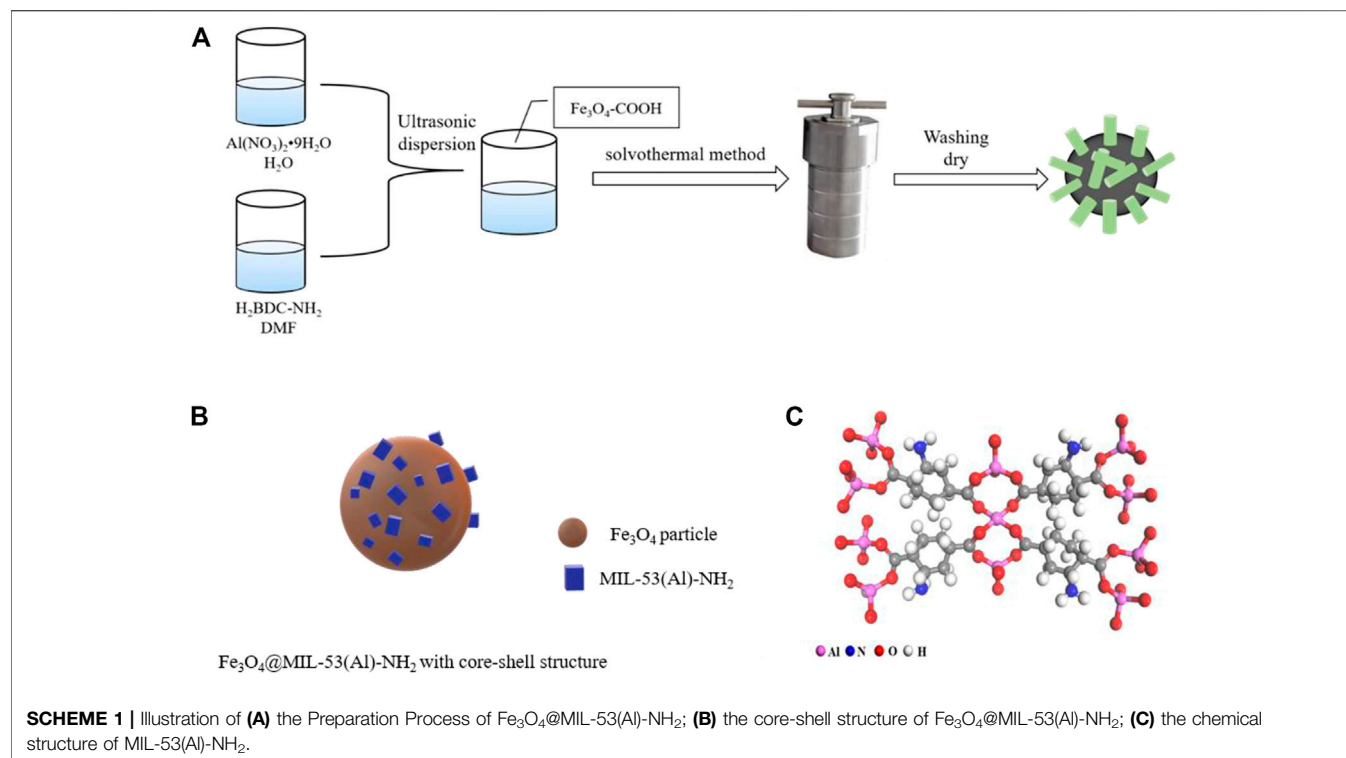 A
Al(NO₃)₂•9H₂O
H₂O
H₂BDC-NH₂
DMF
Ultrasonic
dispersion
Fe₃O₄-COOH
solvothermal method
Washing
dry
B
Fe₃O₄ particle
MIL-53(Al)-NH₂
Fe₃O₄@MIL-53(Al)-NH₂ with core-shell structure
C
Al N O H
SCHEME 1 | Illustration of (A) the Preparation Process of Fe₃O₄@MIL-53(Al)-NH₂; (B) the core-shell structure of Fe₃O₄@MIL-53(Al)-NH₂; (C) the chemical
structure of MIL-53(Al)-NH₂.